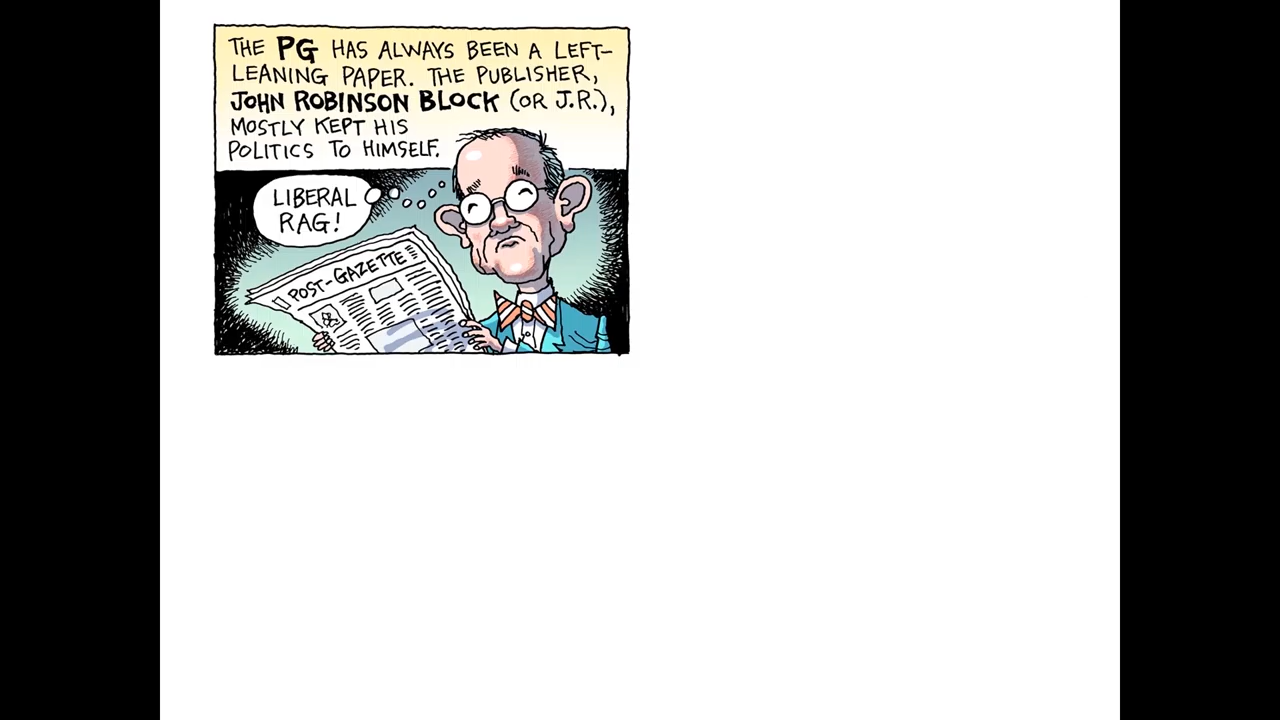 THE PG HAS ALWAYS BEEN A LEFT-
LEANING PAPER. THE PUBLISHER,
JOHN ROBINSON BLOCK (OR J.R.),
MOSTLY KEPT HIS
POLITICS TO HIMSELF.
LIBERAL
RAG!
POST-GAZETTE